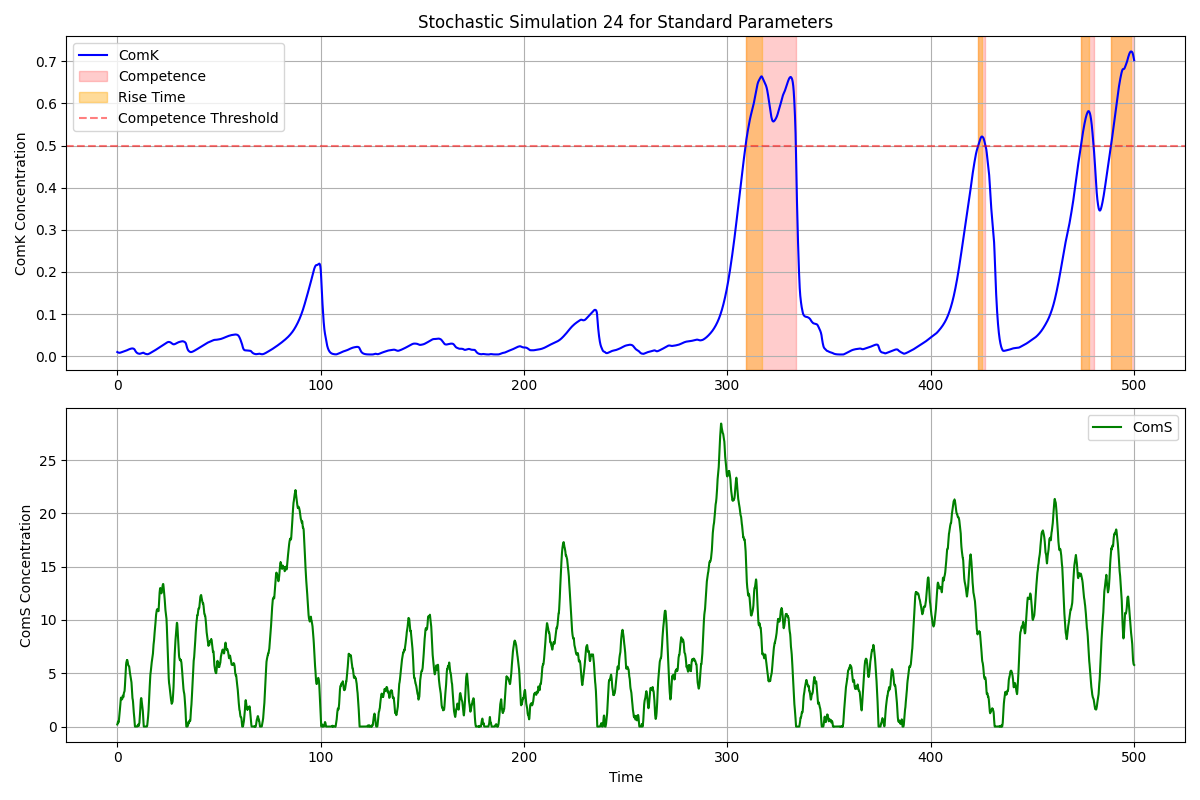 Stochastic Simulation 24 for Standard Parameters
ComK
Competence
Rise Time
Competence Threshold
ComK Concentration
0.7
0.6
0.5
0.4
0.3
0.2
0.1
0.0
0 100 200 300 400 500
ComS
ComS Concentration
25
20
15
10
5
0
0 100 200 300 400 500
Time